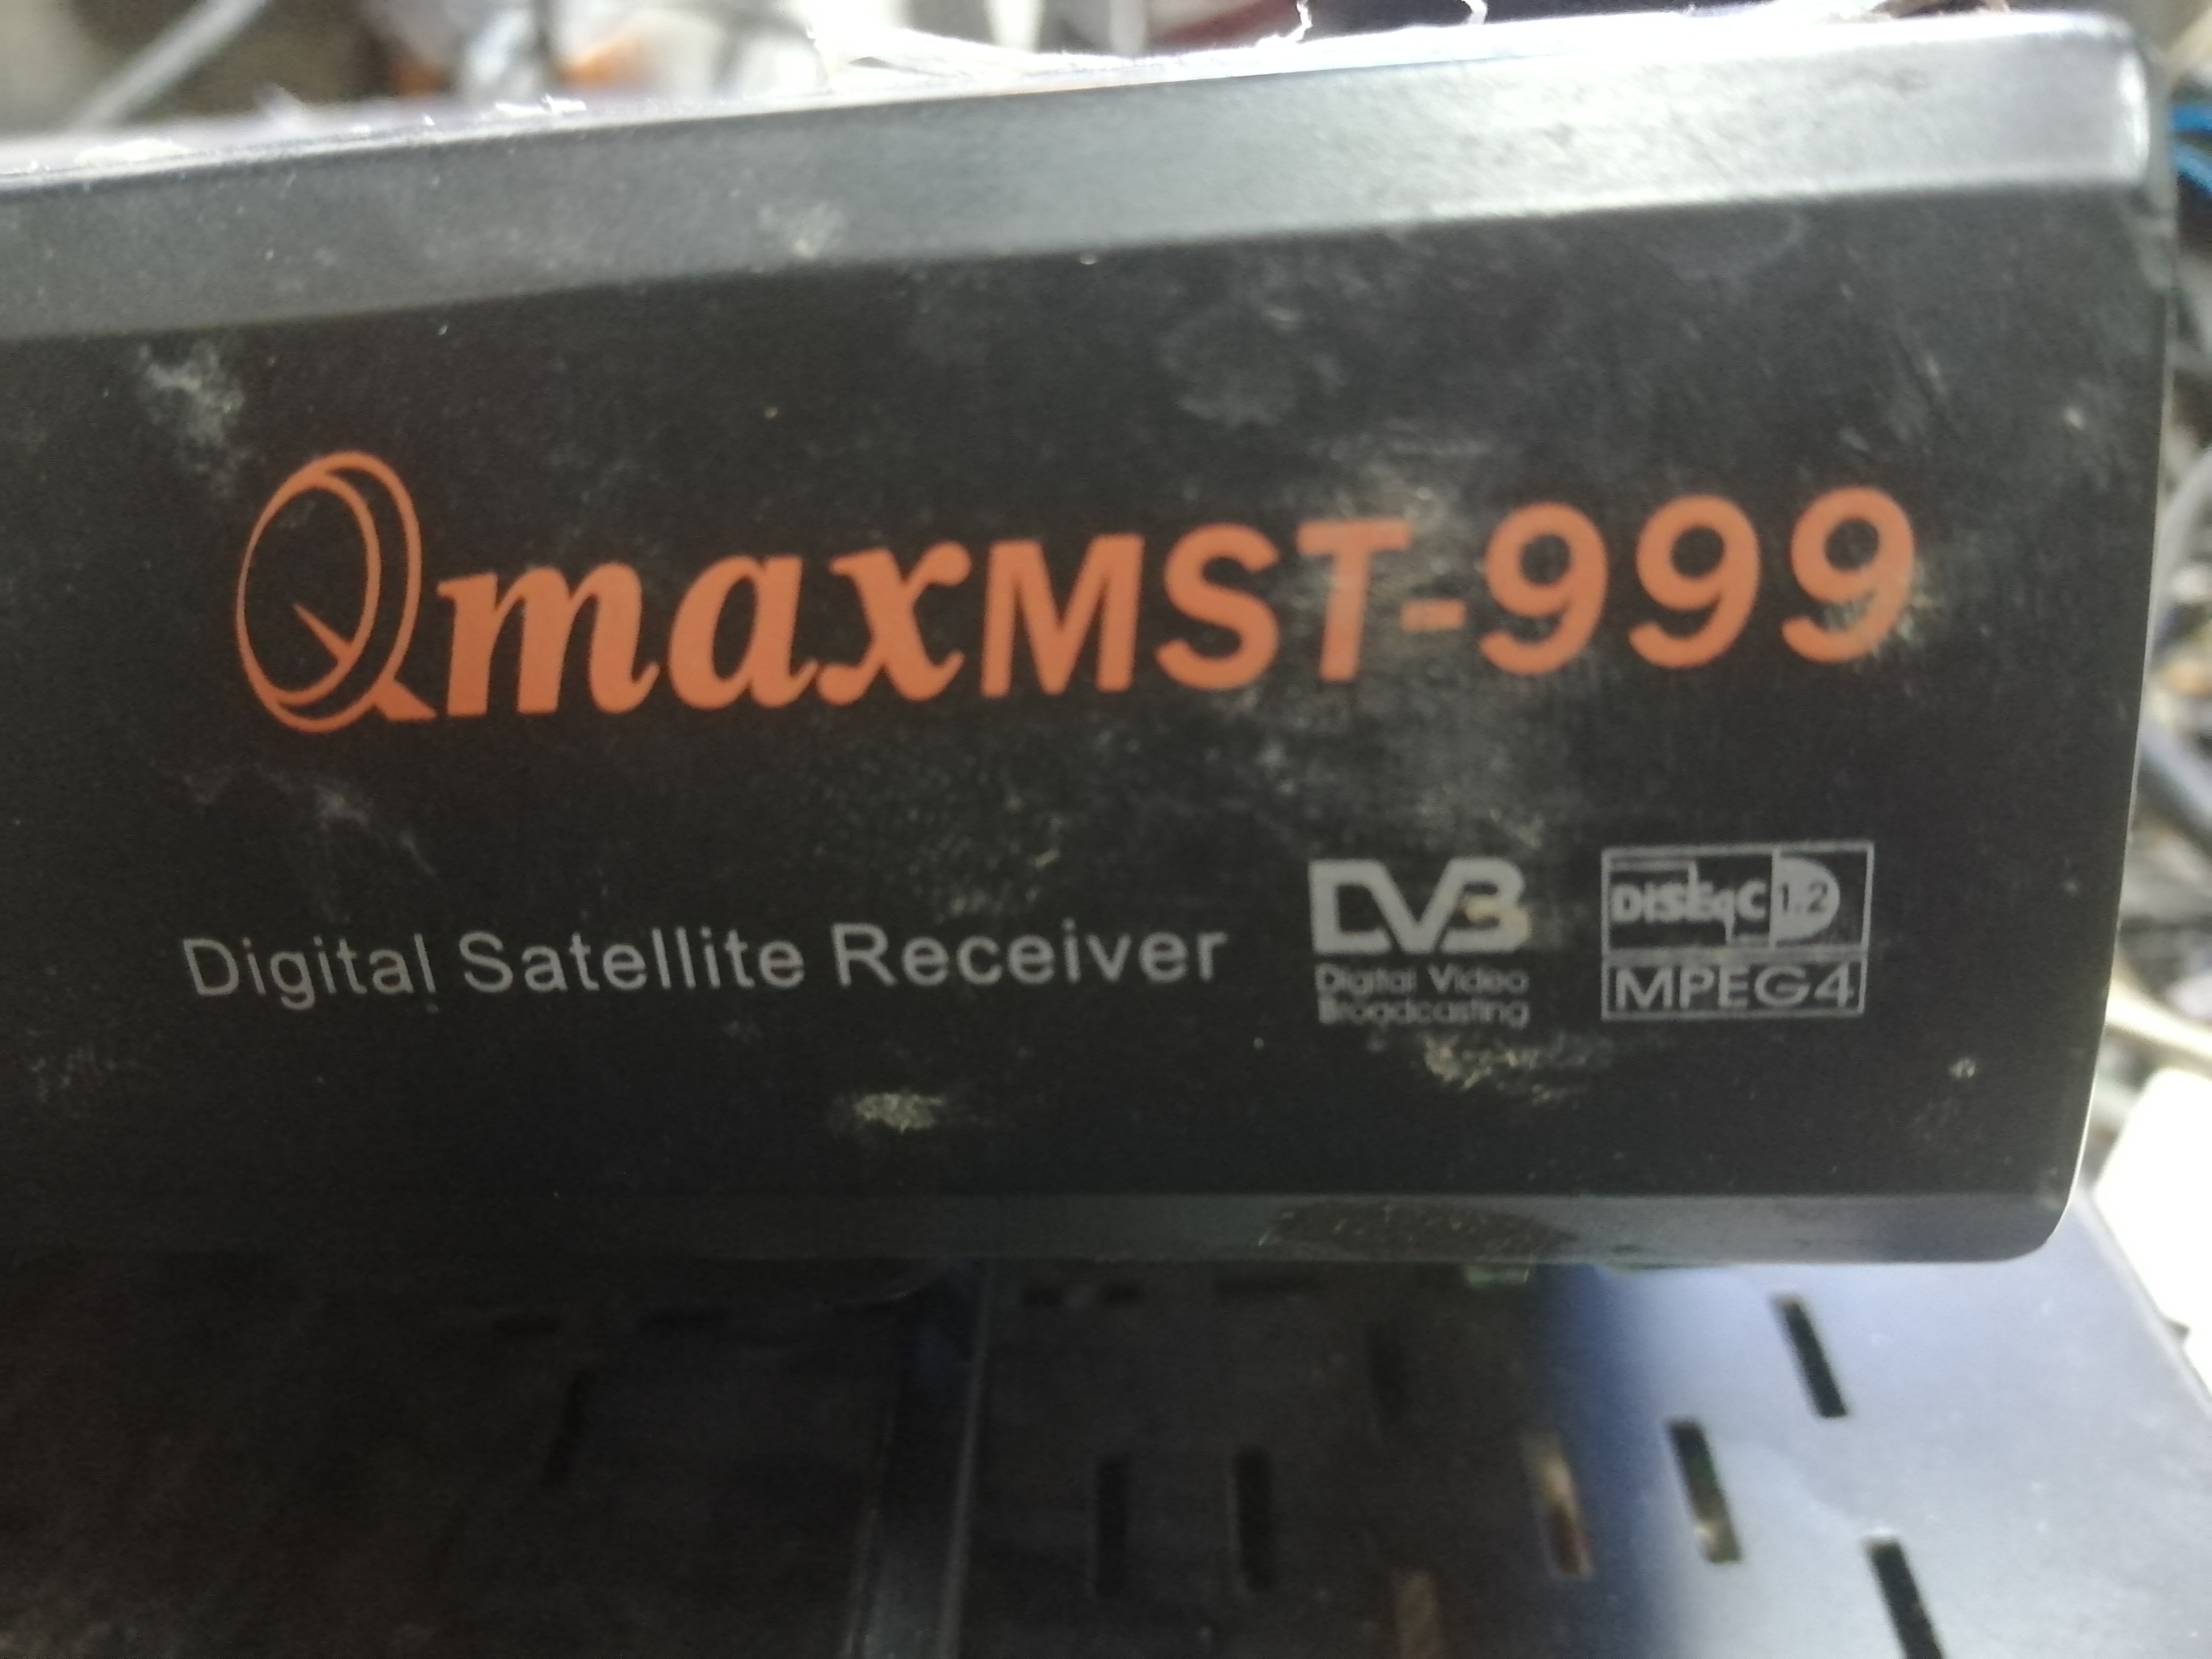 QmaxMST-999
Digital Satellite Receiver
DVB
Digital Video
Broadcasting
DiSEqC 1.2
MPEG4